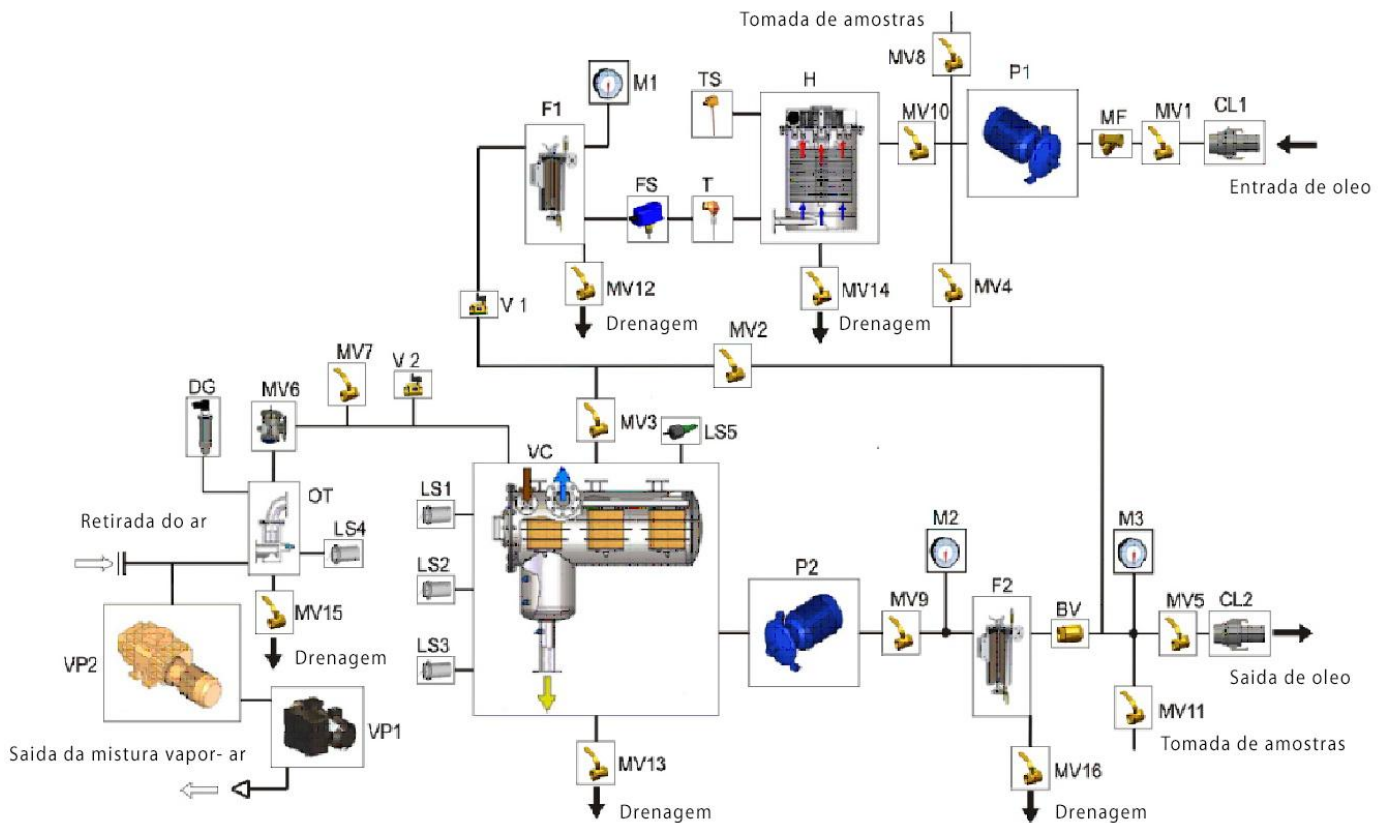 Tomada de amostras
MV8
P1
M1
TS
H
F1
MV10
MF
MV1
CL1
FS
T
Entrada de oleo
V 1
MV12
MV14
MV4
Drenagem
Drenagem
MV2
MV7
V 2
DG
MV6
MV3
LS5
VC
OT
LS1
Retirada do ar
LS4
M2
M3
LS2
P2
F2
MV9
BV
MV5
CL2
MV15
LS3
Drenagem
VP2
Saida de oleo
VP1
MV11
Saida da mistura vapor- ar
Tomada de amostras
MV13
MV16
Drenagem
Drenagem